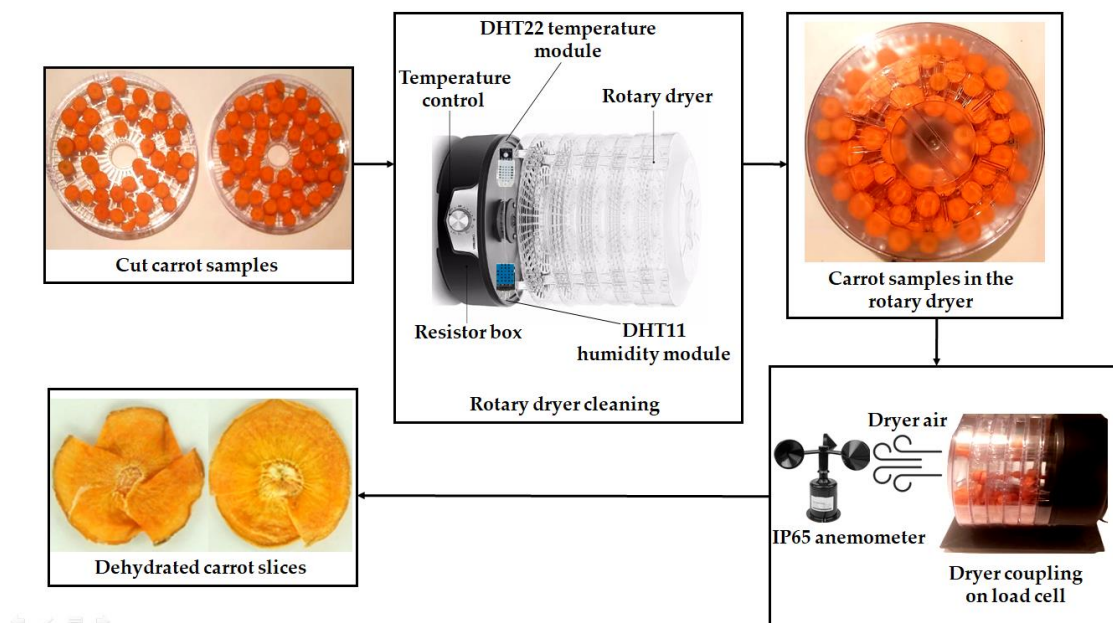 Cut carrot samples
DHT22 temperature
module
Temperature
control
Rotary dryer
Resistor box
DHT11
humidity module
Rotary dryer cleaning
Carrot samples in the
rotary dryer
Dryer air
IP65 anemometer
Dryer coupling
on load cell
Dehydrated carrot slices